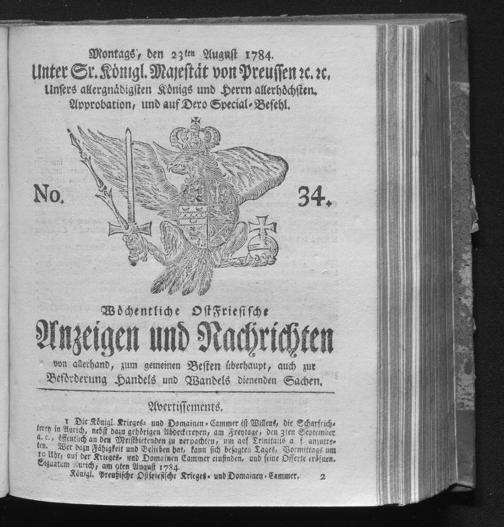 Montags, den 23ten August 1784.
Unter Sr. Königl. Majestät von Preussen ꝛc. ꝛc.
Unsers allergnädigsten Königs und Herrn allerhöchsten.
Approbation, und auf Dero Special-Befehl.
No. 34.
Wöchentliche OstFriesische
Anzeigen und Nachrichten
von allerhand, zum gemeinen Besten überhaupt, auch zur
Beförderung Handels und Wandels dienenden Sachen.
Avertissements.
1 Die Königl. Krieges- und Domainen-Cammer ist Willens, die Scharfrich-
terey in Aurich, nebst dazu gehörigen Abdeckereyen, am Freytage, den 3ten September
a. c., öffentlich an den Meistbietenden zu verpachten, um auf Trinitatis a. f. anzutre-
ten. Wer dazu Fähigkeit und Belieben hat, kann sich besagten Tages, Vormittags um
10 Uhr, auf der Krieges- und Domainen Cammer einfinden, und seine Offerte eröfnen.
Signatum Aurich, am 9ten August 1784.
Königl. Preußische Ostfriesische Krieges- und Domainen-Cammer.
2